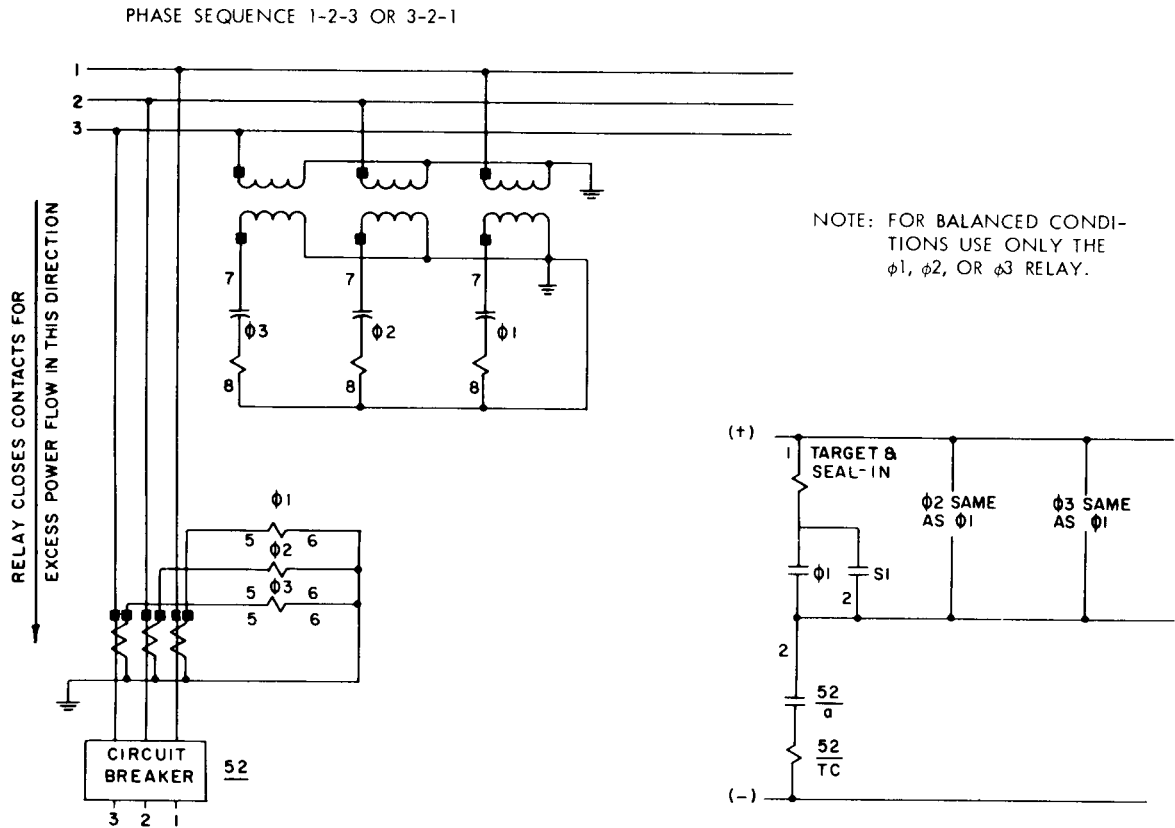 PHASE SEQUENCE 1-2-3 OR 3-2-1
1
2
3
RELAY CLOSES CONTACTS FOR
EXCESS POWER FLOW IN THIS DIRECTION
7
7
7
ϕ3
ϕ2
ϕ1
8
8
8
NOTE: FOR BALANCED CONDI-
TIONS USE ONLY THE
ϕ1, ϕ2, OR ϕ3 RELAY.
ϕ1
5 6
ϕ2
5 6
ϕ3
5 6
CIRCUIT
BREAKER
52
3 2 1
(+)
1
TARGET &
SEAL-IN
ϕ2 SAME
AS ϕ1
ϕ3 SAME
AS ϕ1
ϕ1
S1
2
2
52
a
52
TC
(-)